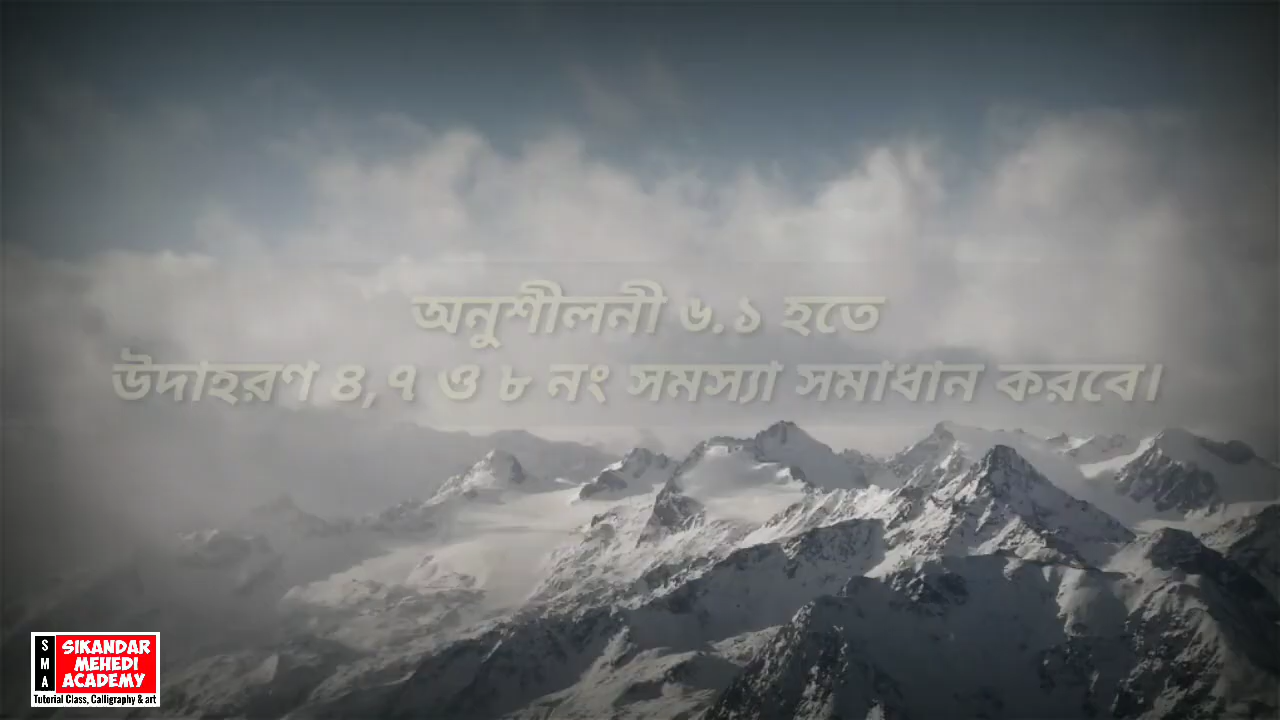 অনুশীলনী ৬.১ হতে
উদাহরণ ৪,৭ ও ৮ নং সমস্যা সমাধান করবে।
SMA
SIKANDAR
MEHEDI
ACADEMY
Tutorial Class, Calligraphy & art